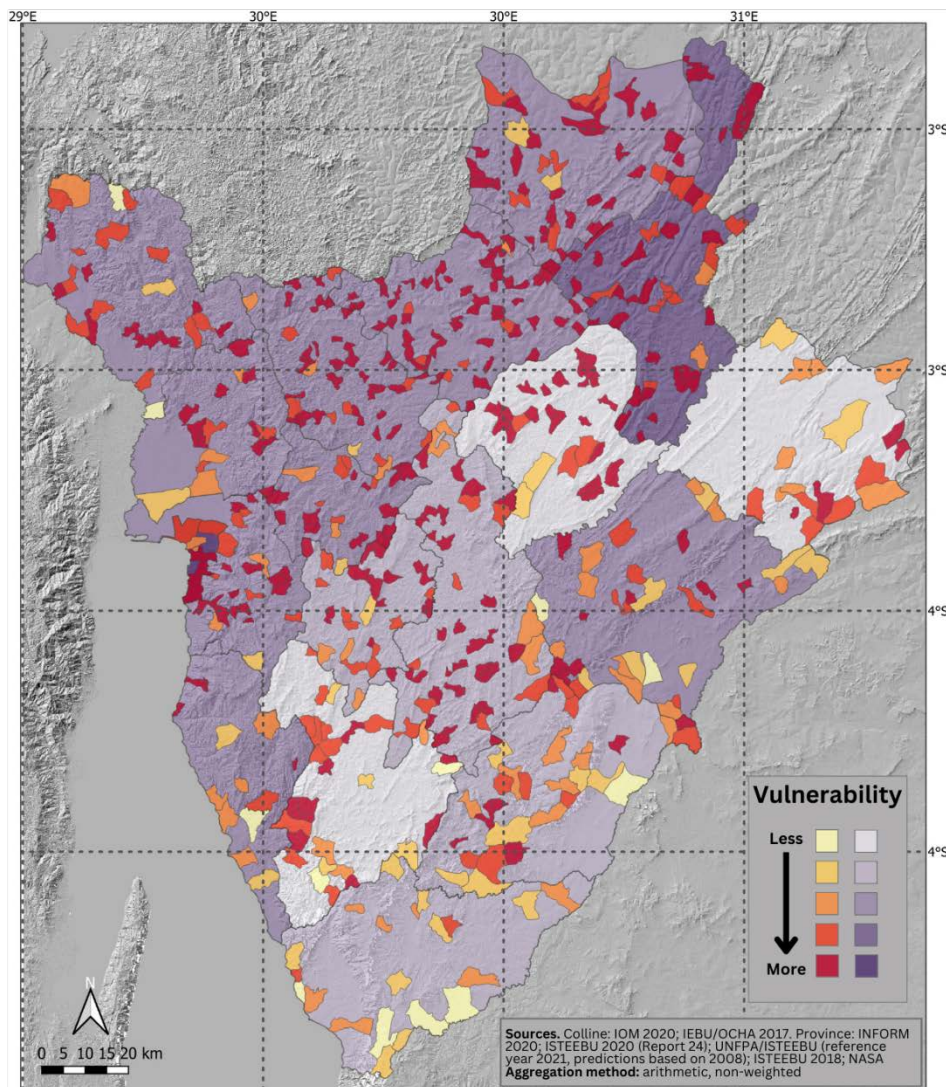 29°E 30°E 30°E 31°E
3°S
3°S
4°S
4°S
Vulnerability
Less
More
N
0 5 10 15 20 km
Sources. Colline: IOM 2020; IEBU/OCHA 2017. Province: INFORM
2020; ISTEEBU 2020 (Report 24); UNFPA/ISTEEBU (reference
year 2021, predictions based on 2008); ISTEEBU 2018; NASA
Aggregation method: arithmetic, non-weighted